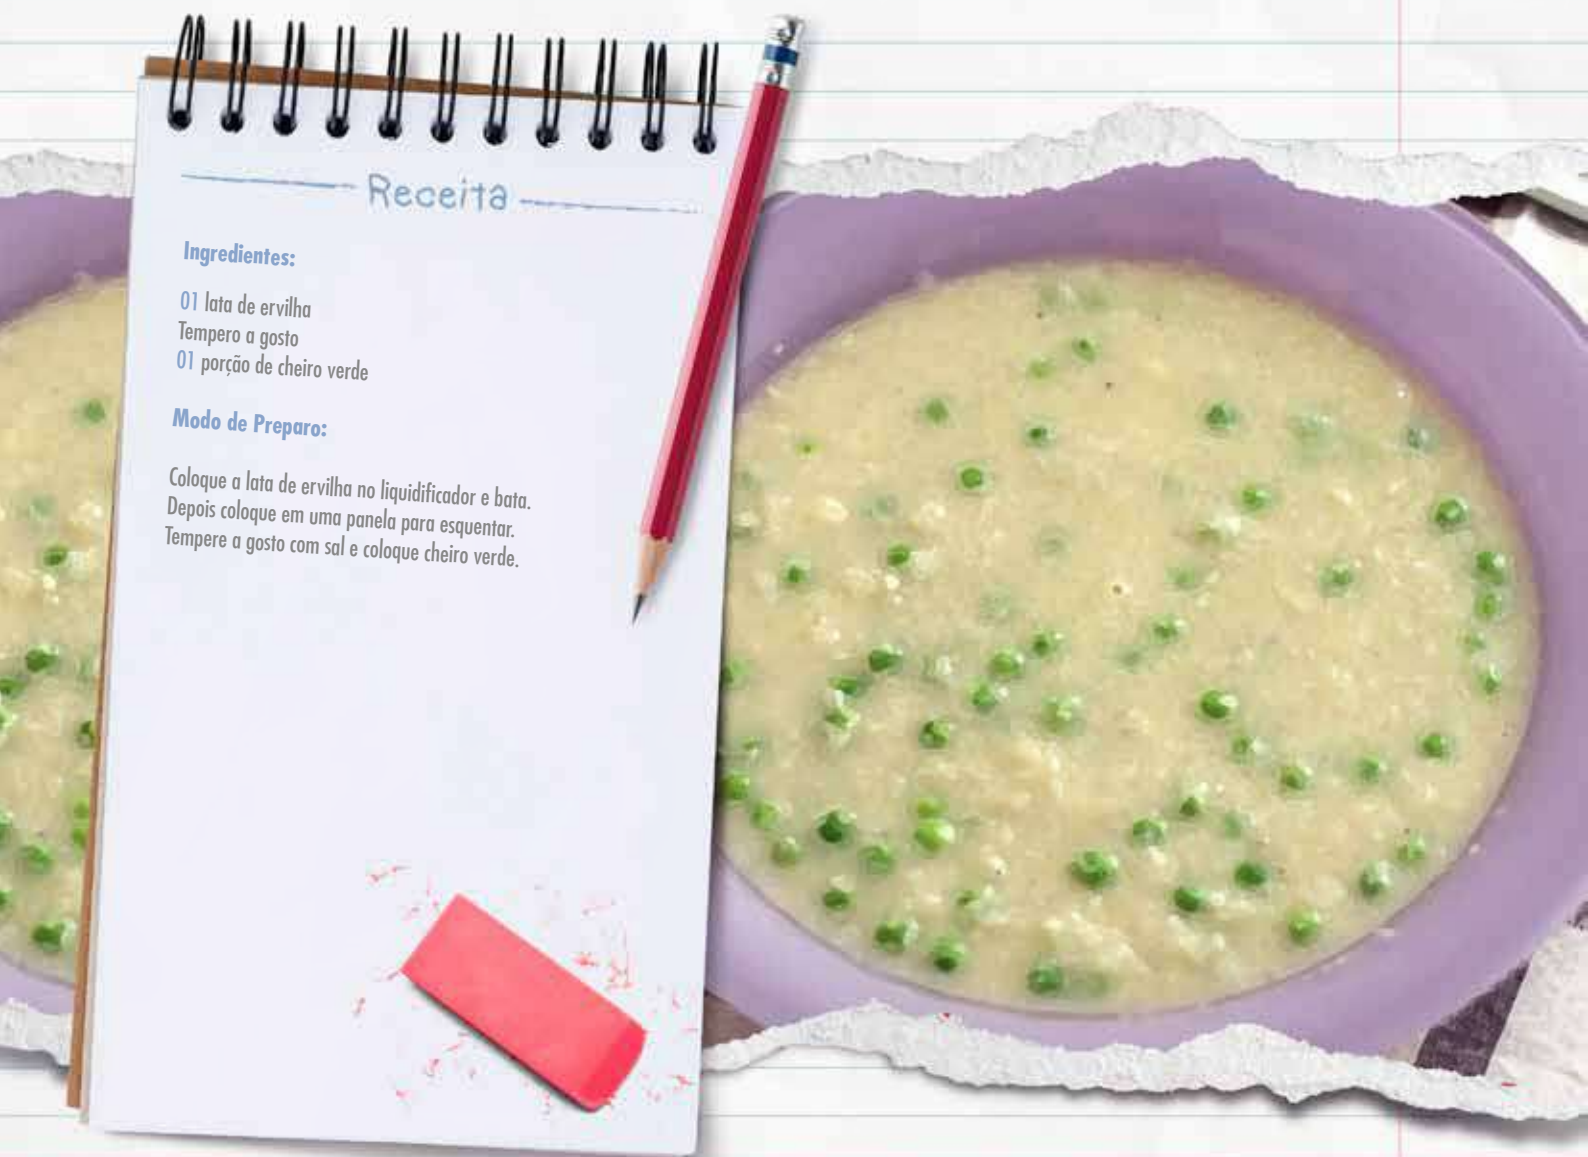 Receita
Ingredientes:
01 lata de ervilha
Tempero a gosto
01 porção de cheiro verde
Modo de Preparo:
Coloque a lata de ervilha no liquidificador e bata.
Depois coloque em uma panela para esquentar.
Tempere a gosto com sal e coloque cheiro verde.